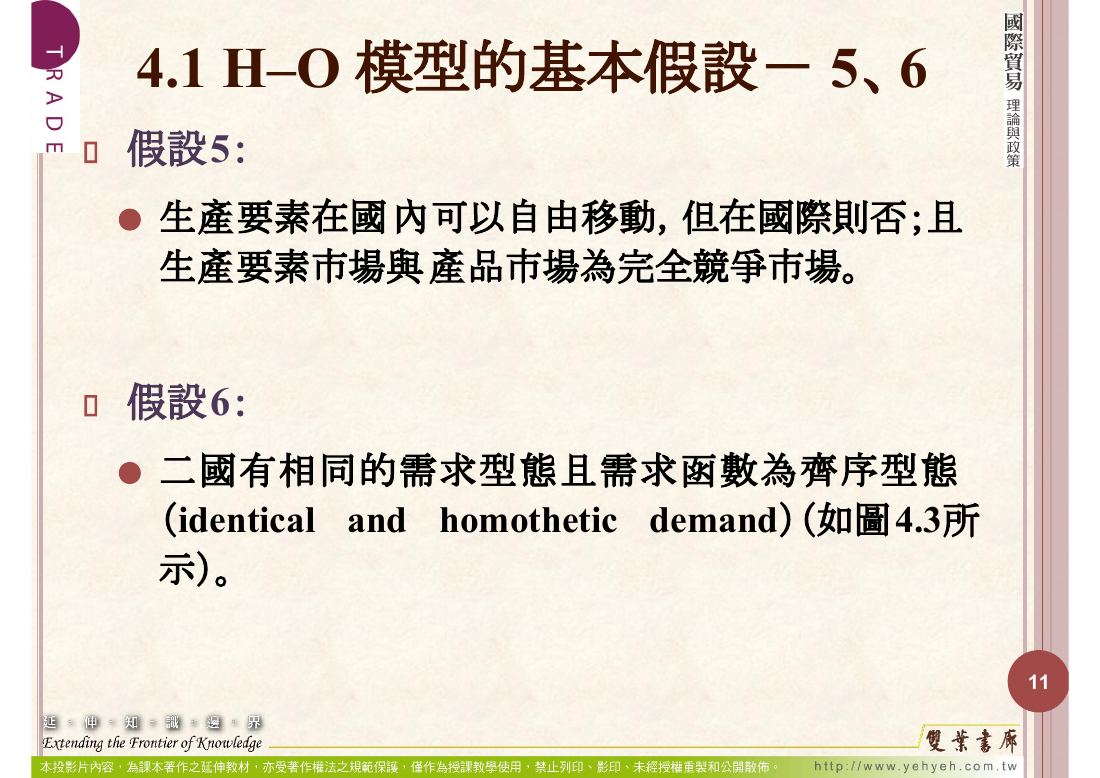 TRADE
國際貿易 理論與政策
4.1 H–O 模型的基本假設－ 5、6
假設5：
生產要素在國內可以自由移動，但在國際則否；且
生產要素市場與產品市場為完全競爭市場。
假設6：
二國有相同的需求型態且需求函數為齊序型態
(identical and homothetic demand)（如圖4.3所
示）。
11
延‧伸‧知‧識‧邊‧界
Extending the Frontier of Knowledge
雙葉書廊
本投影片內容，為課本著作之延伸教材，亦受著作權法之規範保護，僅作為授課教學使用，禁止列印、影印、未經授權重製和公開散佈。
http://www.yehyeh.com.tw